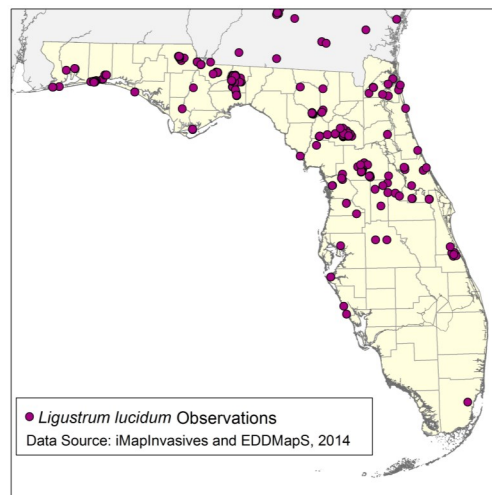 Ligustrum lucidum Observations
Data Source: iMapInvasives and EDDMapS, 2014